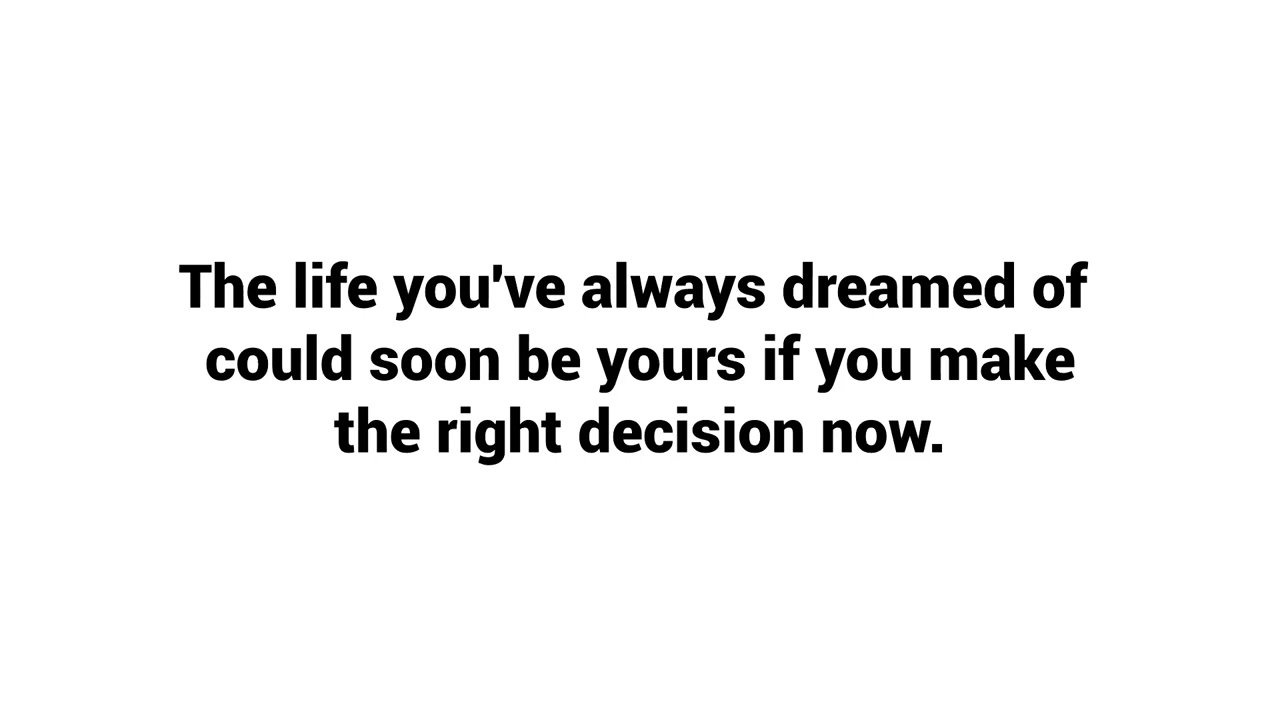 The life you've always dreamed of
could soon be yours if you make
the right decision now.